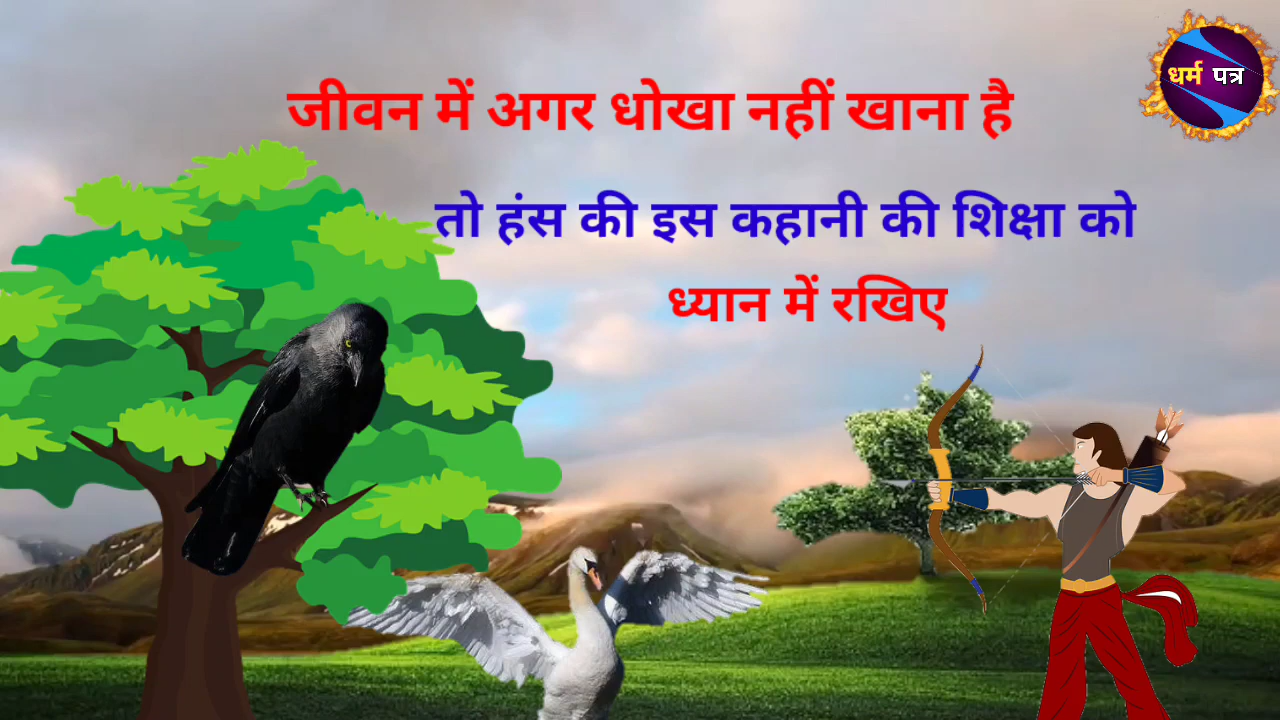 धर्म पत्र
जीवन में अगर धोखा नहीं खाना है
तो हंस की इस कहानी की शिक्षा को
ध्यान में रखिए